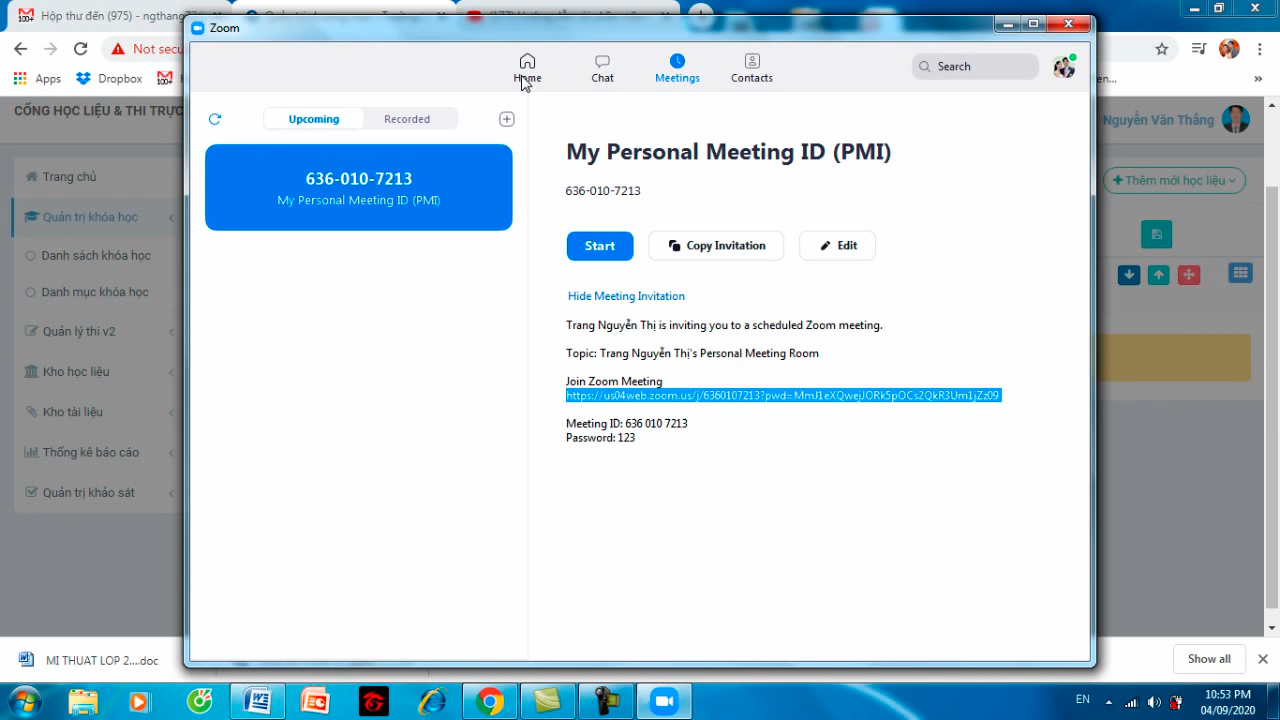 Hộp thư đến (975) - ngthang
Zoom
Not secu
Home
Chat
Meetings
Contacts
Search
Apps
Dropbox
CỔNG HỌC LIỆU & THI TRỰC
Nguyễn Văn Thắng
Upcoming
Recorded
Trang chủ
Quản trị khóa học
Danh sách khóa học
Danh mục khóa học
Quản lý thi v2
Kho học liệu
Kho tài liệu
Thống kê báo cáo
Quản trị khảo sát
636-010-7213
My Personal Meeting ID (PMI)
My Personal Meeting ID (PMI)
636-010-7213
Start
Copy Invitation
Edit
Hide Meeting Invitation
Trang Nguyễn Thị is inviting you to a scheduled Zoom meeting.
Topic: Trang Nguyễn Thị's Personal Meeting Room
Join Zoom Meeting
https://us04web.zoom.us/j/6360107213?pwd=MmJ1eXQwejJORk5pOCs2QkR3Um1jZz09
Meeting ID: 636 010 7213
Password: 123
Thêm mới học liệu
MI THUAT LOP 2....doc
Show all
EN
10:53 PM
04/09/2020